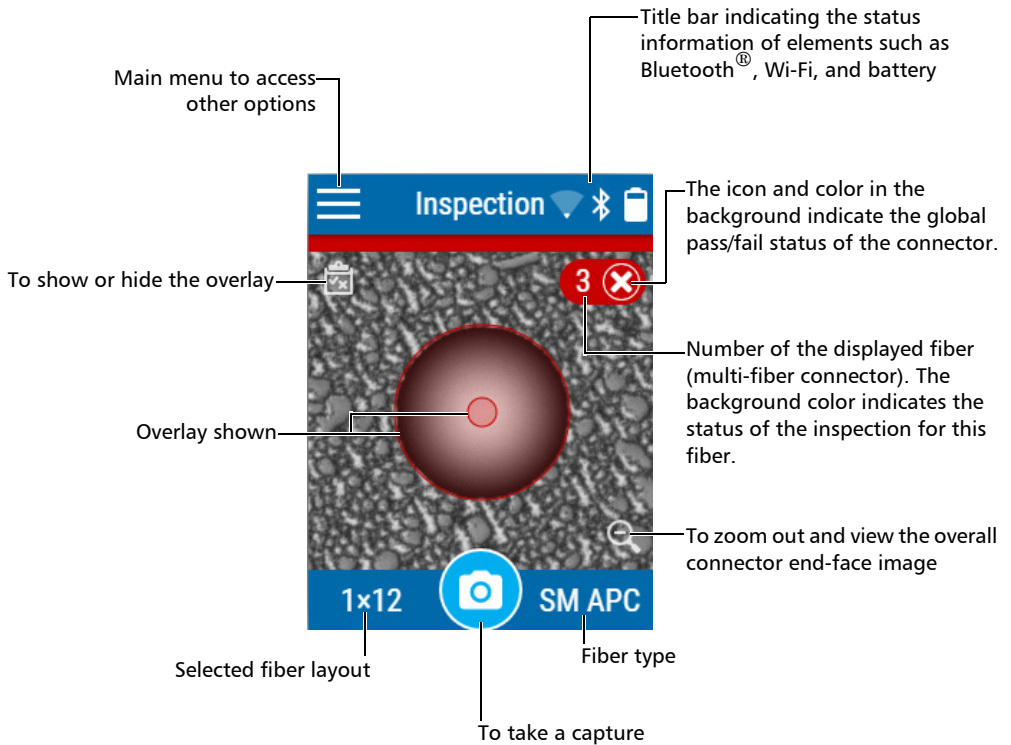 Title bar indicating the status
information of elements such as
Bluetooth®, Wi-Fi, and battery
Main menu to access
other options
Inspection
The icon and color in the
background indicate the global
pass/fail status of the connector.
To show or hide the overlay
3
Number of the displayed fiber
(multi-fiber connector). The
background color indicates the
status of the inspection for this
fiber.
Overlay shown
To zoom out and view the overall
connector end-face image
1×12
SM APC
Selected fiber layout
Fiber type
To take a capture